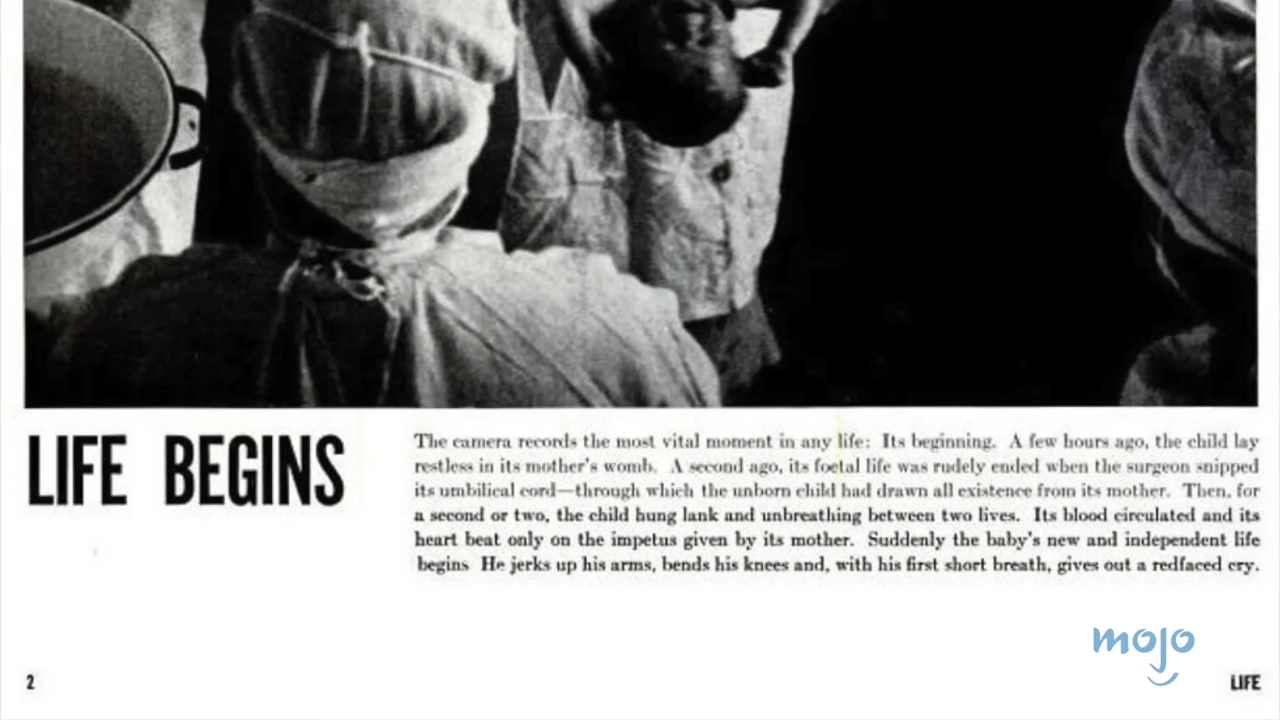 LIFE BEGINS
The camera records the most vital moment in any life: Its beginning. A few hours ago, the child lay
restless in its mother's womb. A second ago, its foetal life was rudely ended when the surgeon snipped
its umbilical cord—through which the unborn child had drawn all existence from its mother. Then, for
a second or two, the child hung lank and unbreathing between two lives. Its blood circulated and its
heart beat only on the impetus given by its mother. Suddenly the baby's new and independent life
begins He jerks up his arms, bends his knees and, with his first short breath, gives out a redfaced cry.
mojo
2
LIFE